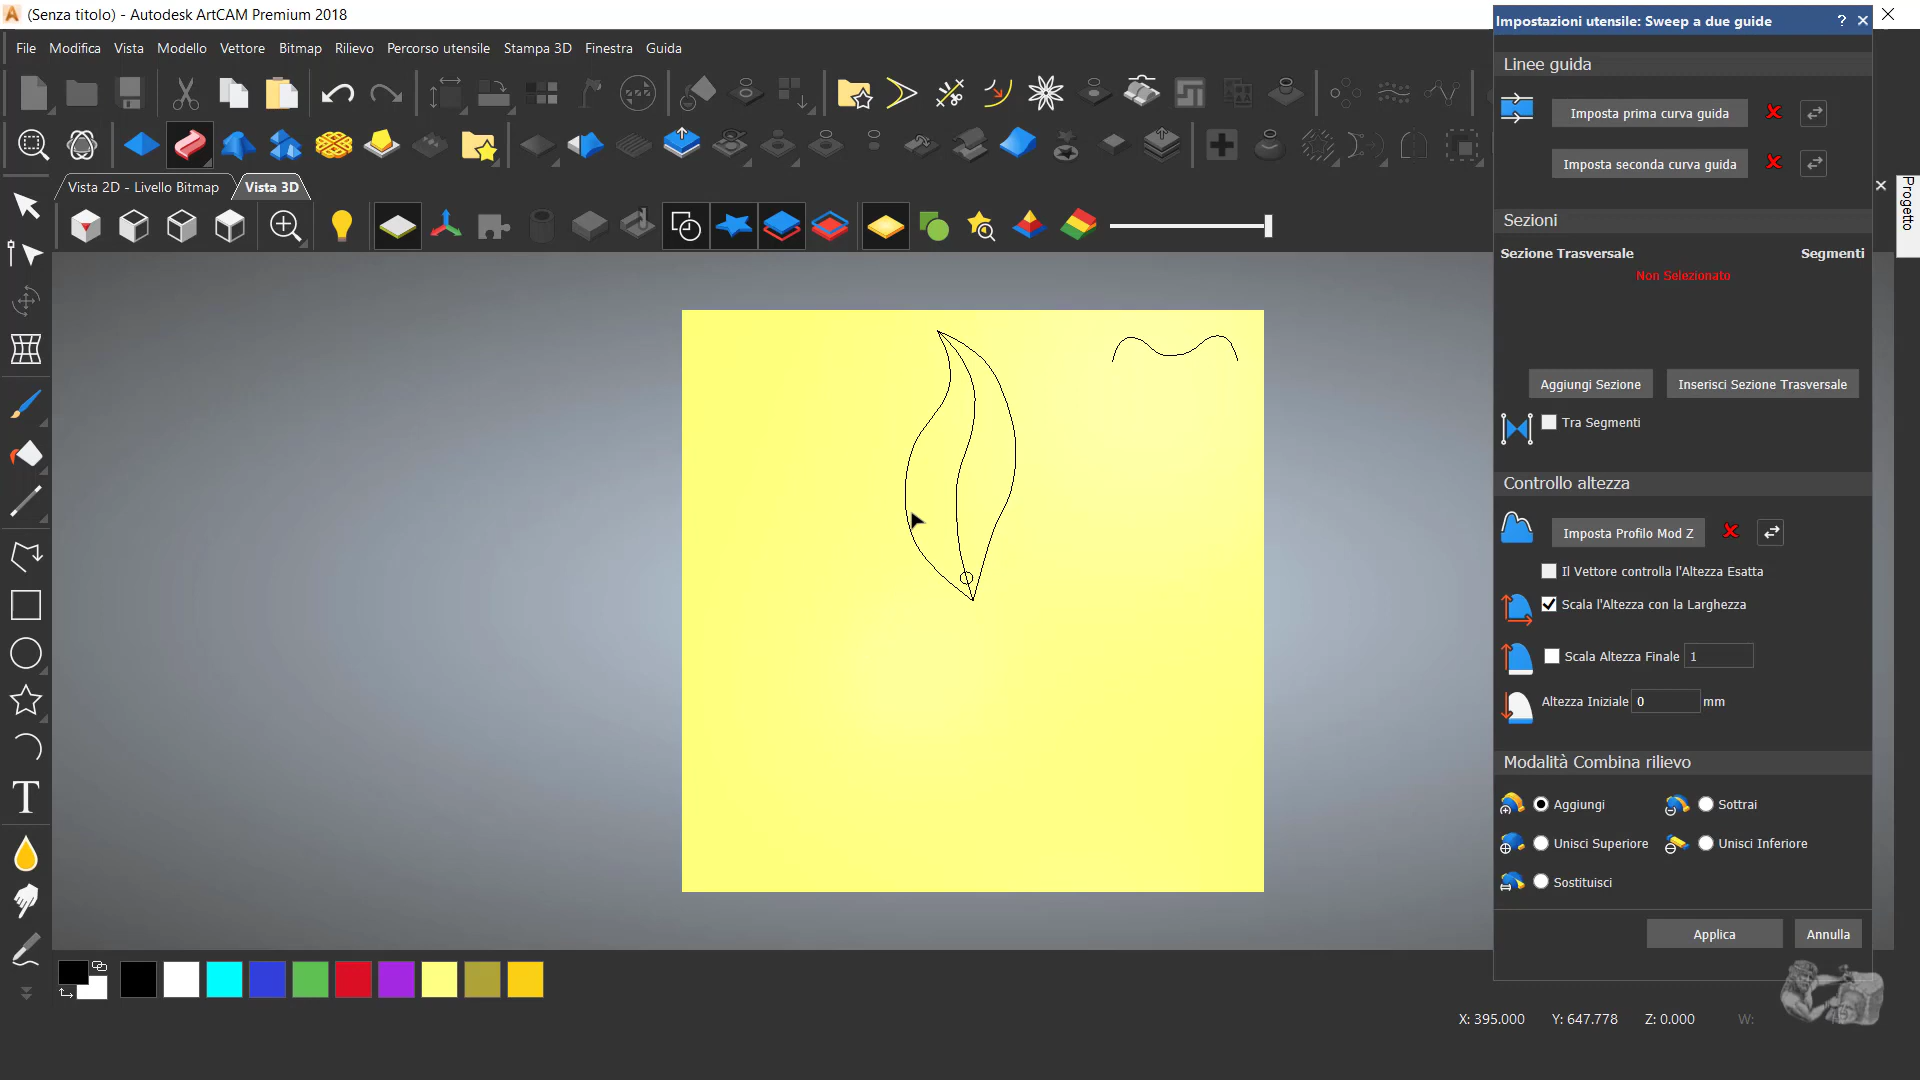 (Senza titolo) - Autodesk ArtCAM Premium 2018
File Modifica Vista Modello Vettore Bitmap Rilievo Percorso utensile Stampa 3D Finestra Guida
Vista 2D - Livello Bitmap Vista 3D
T
Impostazioni utensile: Sweep a due guide ?
Linee guida
Imposta prima curva guida
Imposta seconda curva guida
Sezioni
Sezione Trasversale Segmenti
Non Selezionato
Aggiungi Sezione Inserisci Sezione Trasversale
Tra Segmenti
Controllo altezza
Imposta Profilo Mod Z
Il Vettore controlla l'Altezza Esatta
Scala l'Altezza con la Larghezza
Scala Altezza Finale 1
Altezza Iniziale 0 mm
Modalità Combina rilievo
Aggiungi Sottrai
Unisci Superiore Unisci Inferiore
Sostituisci
Applica Annulla
Progetto
X: 395.000 Y: 647.778 Z: 0.000 W: